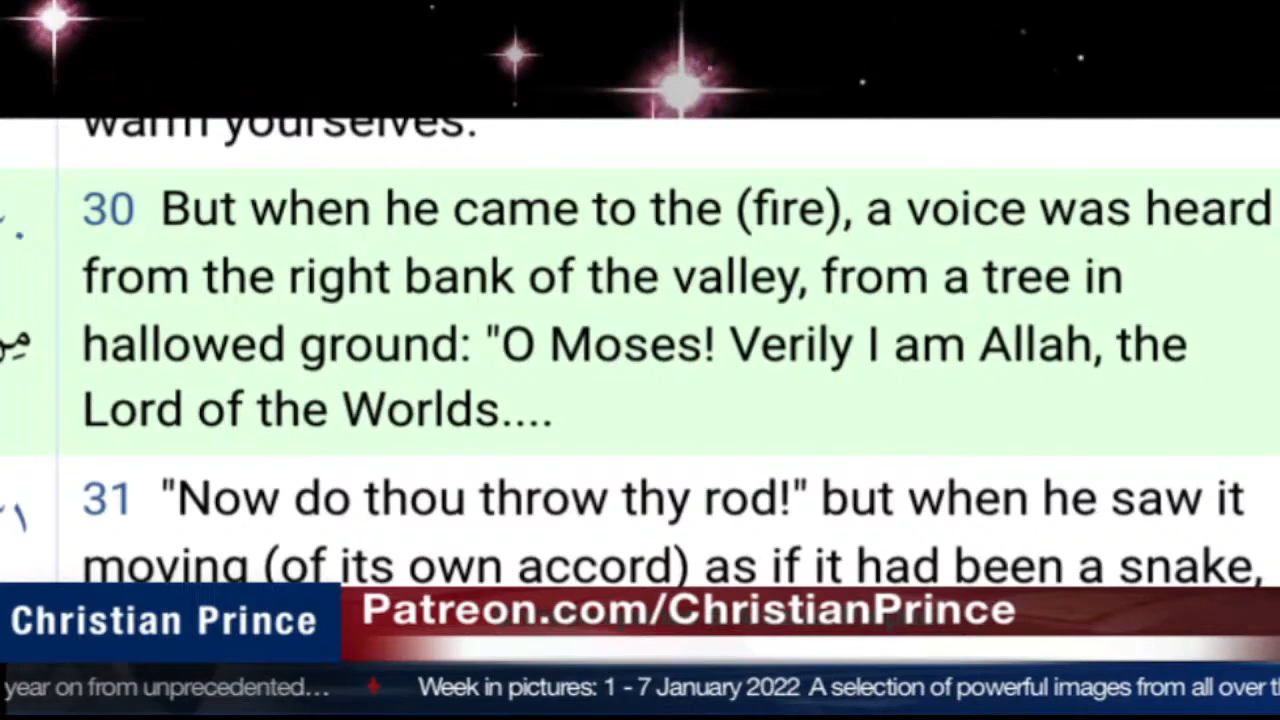 warm yourselves.
30 But when he came to the (fire), a voice was heard
from the right bank of the valley, from a tree in
hallowed ground: "O Moses! Verily I am Allah, the
Lord of the Worlds....
31 "Now do thou throw thy rod!" but when he saw it
moving (of its own accord) as if it had been a snake,
Christian Prince
Patreon.com/ChristianPrince
year on from unprecedented... Week in pictures: 1 - 7 January 2022 A selection of powerful images from all over